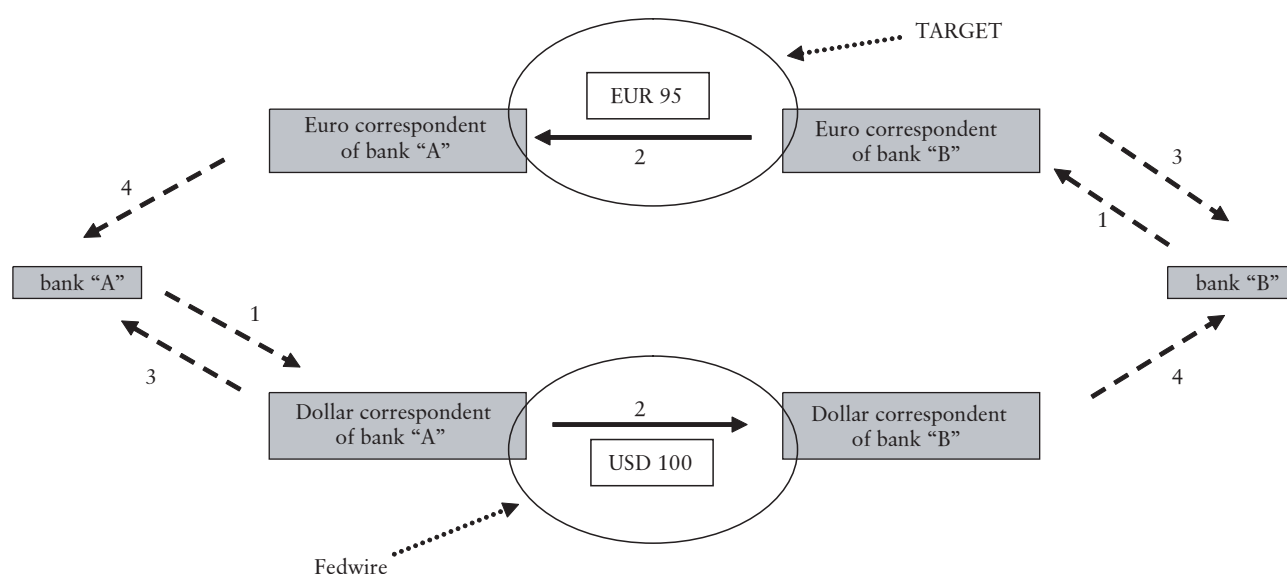 TARGET
EUR 95
Euro correspondent
of bank “A”
2
Euro correspondent
of bank “B”
3
4
1
bank “A”
bank “B”
1
3
4
Dollar correspondent
of bank “A”
2
USD 100
Dollar correspondent
of bank “B”
Fedwire